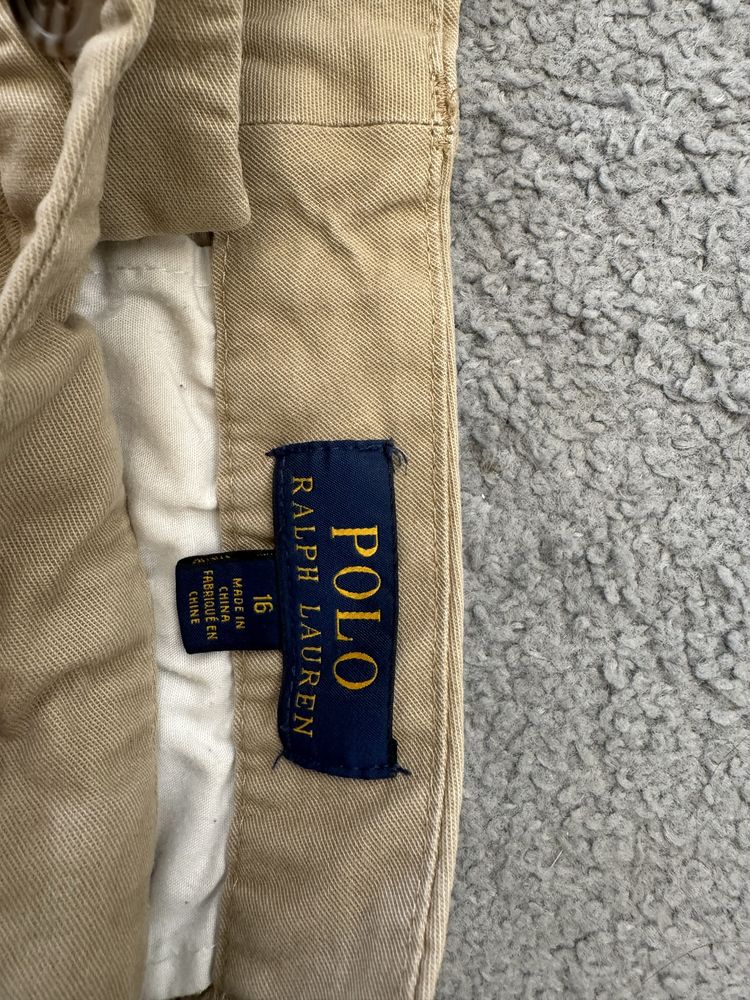 POLO
RALPH LAUREN
16
MADE IN
CHINA
FABRIQUÉ EN
CHINE